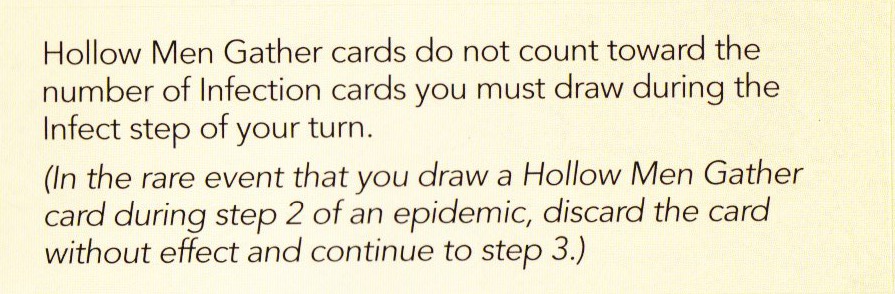 Hollow Men Gather cards do not count toward the
number of Infection cards you must draw during the
Infect step of your turn.
(In the rare event that you draw a Hollow Men Gather
card during step 2 of an epidemic, discard the card
without effect and continue to step 3.)